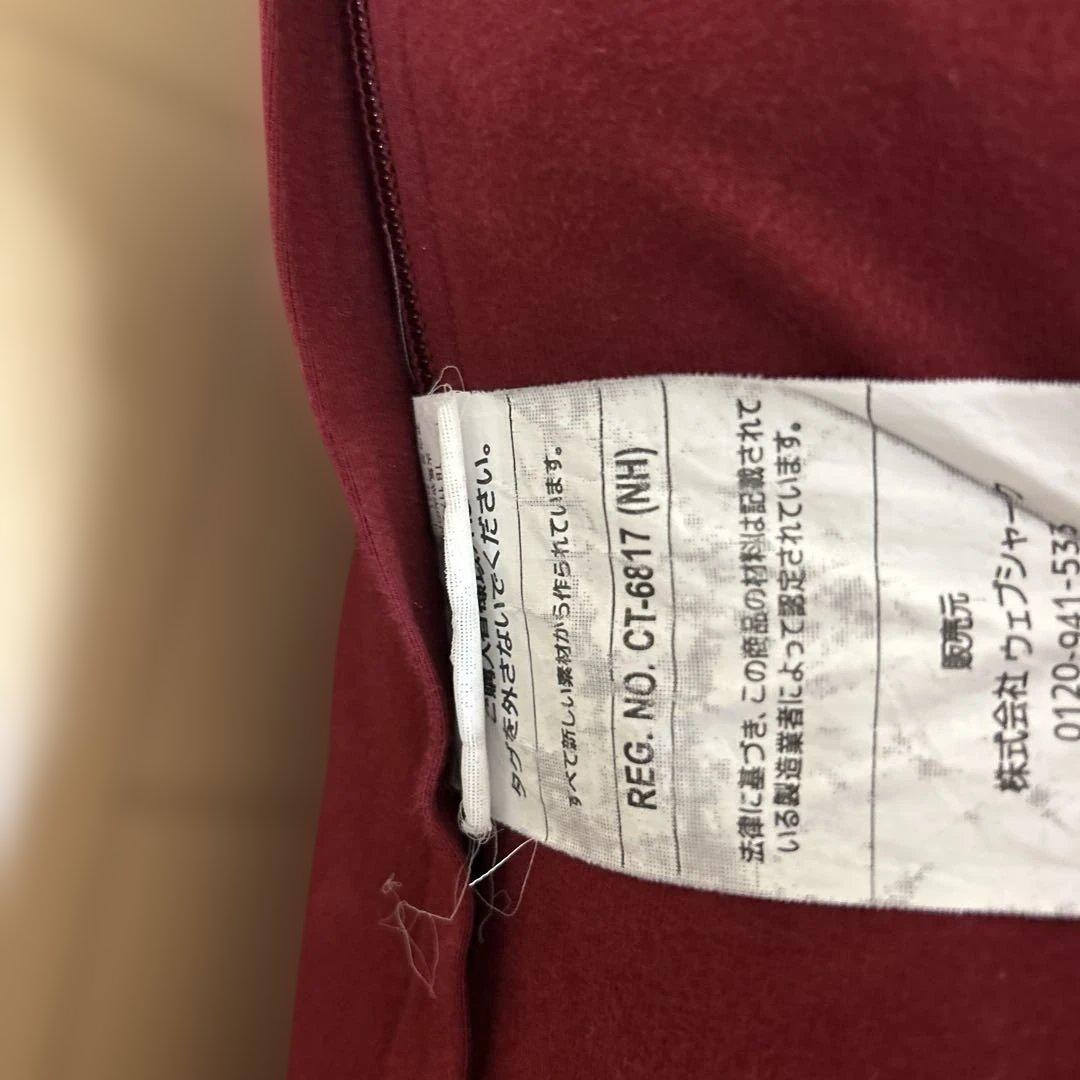 タグを外さないでください。
すべて新しい素材から作られています。
REG. NO. CT-6817 (NH)
法律に基づき、この商品の材料は記載されて
いる製造業者によって認定されています。
販売元
株式会社 ウェブシャーク
0120-941-533